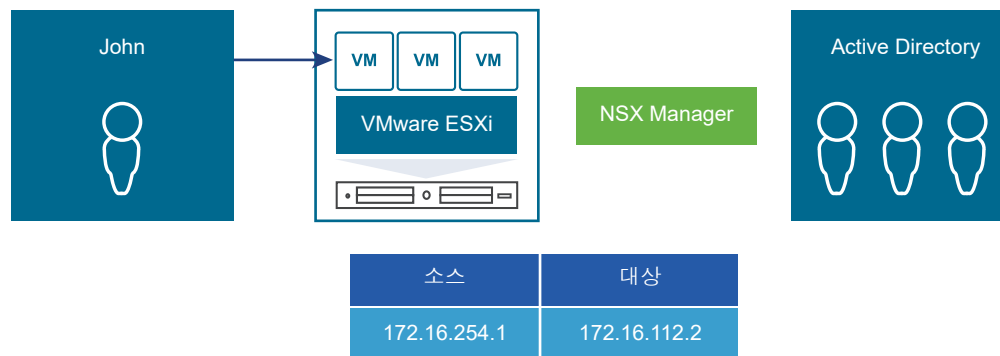 John
VM VM VM
VMware ESXi
NSX Manager
Active Directory
소스 대상
172.16.254.1 172.16.112.2